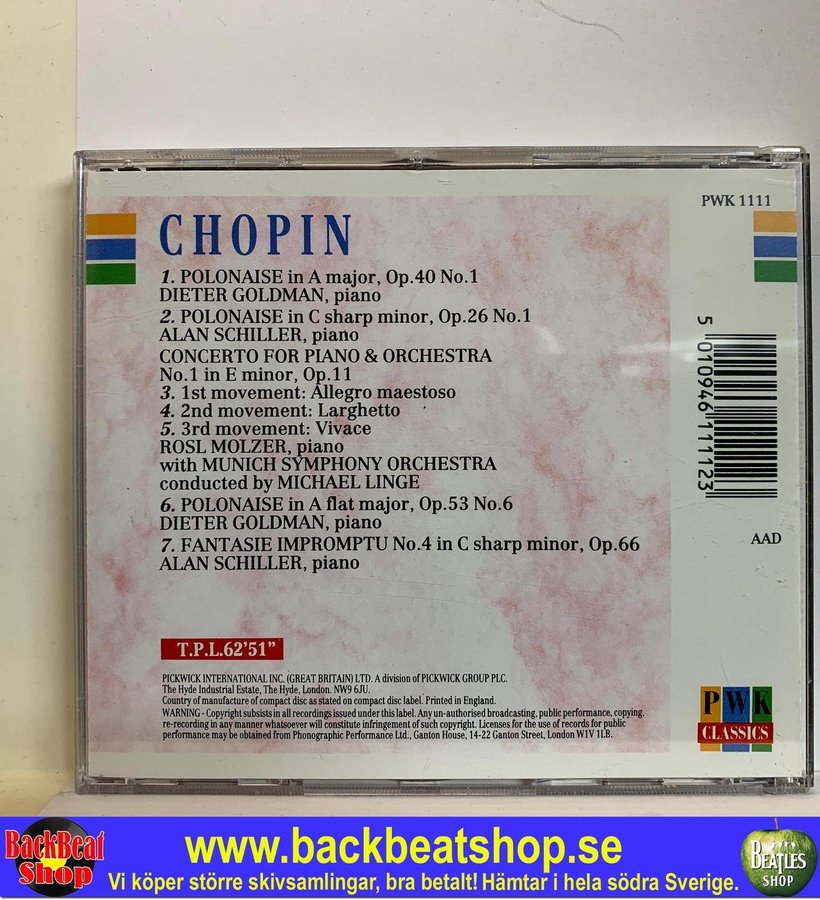 PWK 1111
CHOPIN
1. POLONAISE in A major, Op.40 No.1
DIETER GOLDMAN, piano
2. POLONAISE in C sharp minor, Op.26 No.1
ALAN SCHILLER, piano
CONCERTO FOR PIANO & ORCHESTRA
No.1 in E minor, Op.11
3. 1st movement: Allegro maestoso
4. 2nd movement: Larghetto
5. 3rd movement: Vivace
ROSL MOLZER, piano
with MUNICH SYMPHONY ORCHESTRA
conducted by MICHAEL LINGE
6. POLONAISE in A flat major, Op.53 No.6
DIETER GOLDMAN, piano
7. FANTASIE IMPROMPTU No.4 in C sharp minor, Op.66
ALAN SCHILLER, piano
5 010946 111123
AAD
T.P.L.62'51"
PICKWICK INTERNATIONAL INC. (GREAT BRITAIN) LTD. A division of PICKWICK GROUP PLC.
The Hyde Industrial Estate, The Hyde, London. NW9 6JU.
Country of manufacture of compact disc as stated on compact disc label. Printed in England.
WARNING - Copyright subsists in all recordings issued under this label. Any un-authorised broadcasting, public performance, copying,
re-recording in any manner whatsoever will constitute infringement of such copyright. Licenses for the use of records for public
performance may be obtained from Phonographic Performance Ltd., Ganton House, 14-22 Ganton Street, London W1V 1LB.
PWK
CLASSICS
BackBeat
Shop
www.backbeatshop.se
Vi köper större skivsamlingar, bra betalt! Hämtar i hela södra Sverige.
BEATLES
SHOP